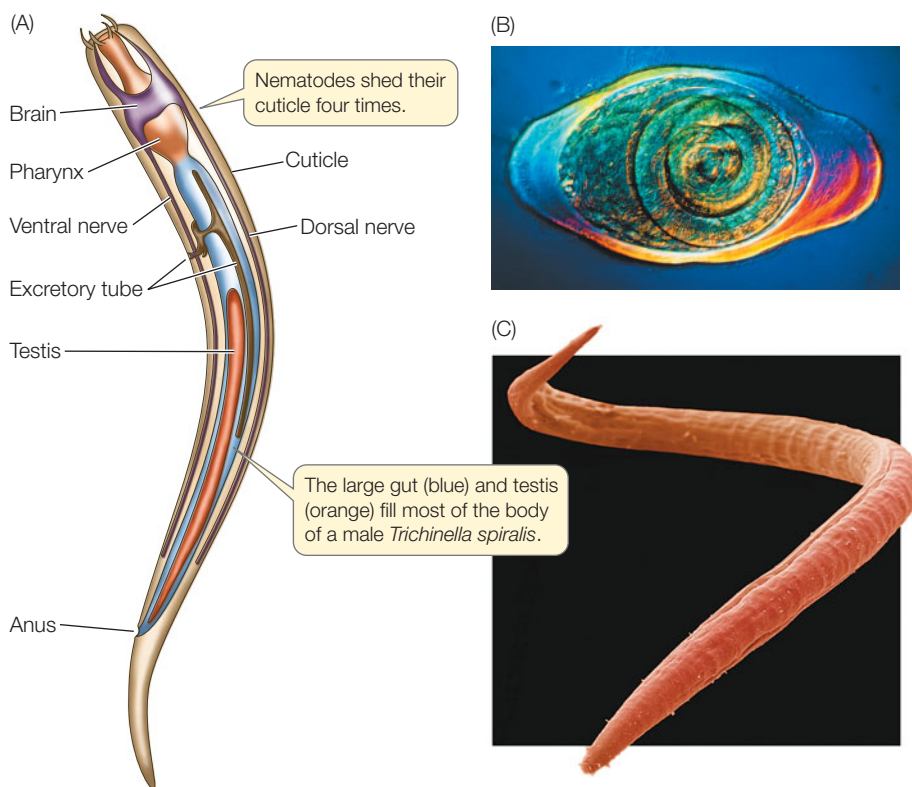 (A)
Brain
Pharynx
Ventral nerve
Excretory tube
Testis
Anus
Nematodes shed their
cuticle four times.
Cuticle
Dorsal nerve
The large gut (blue) and testis
(orange) fill most of the body
of a male Trichinella spiralis.
(B)
(C)